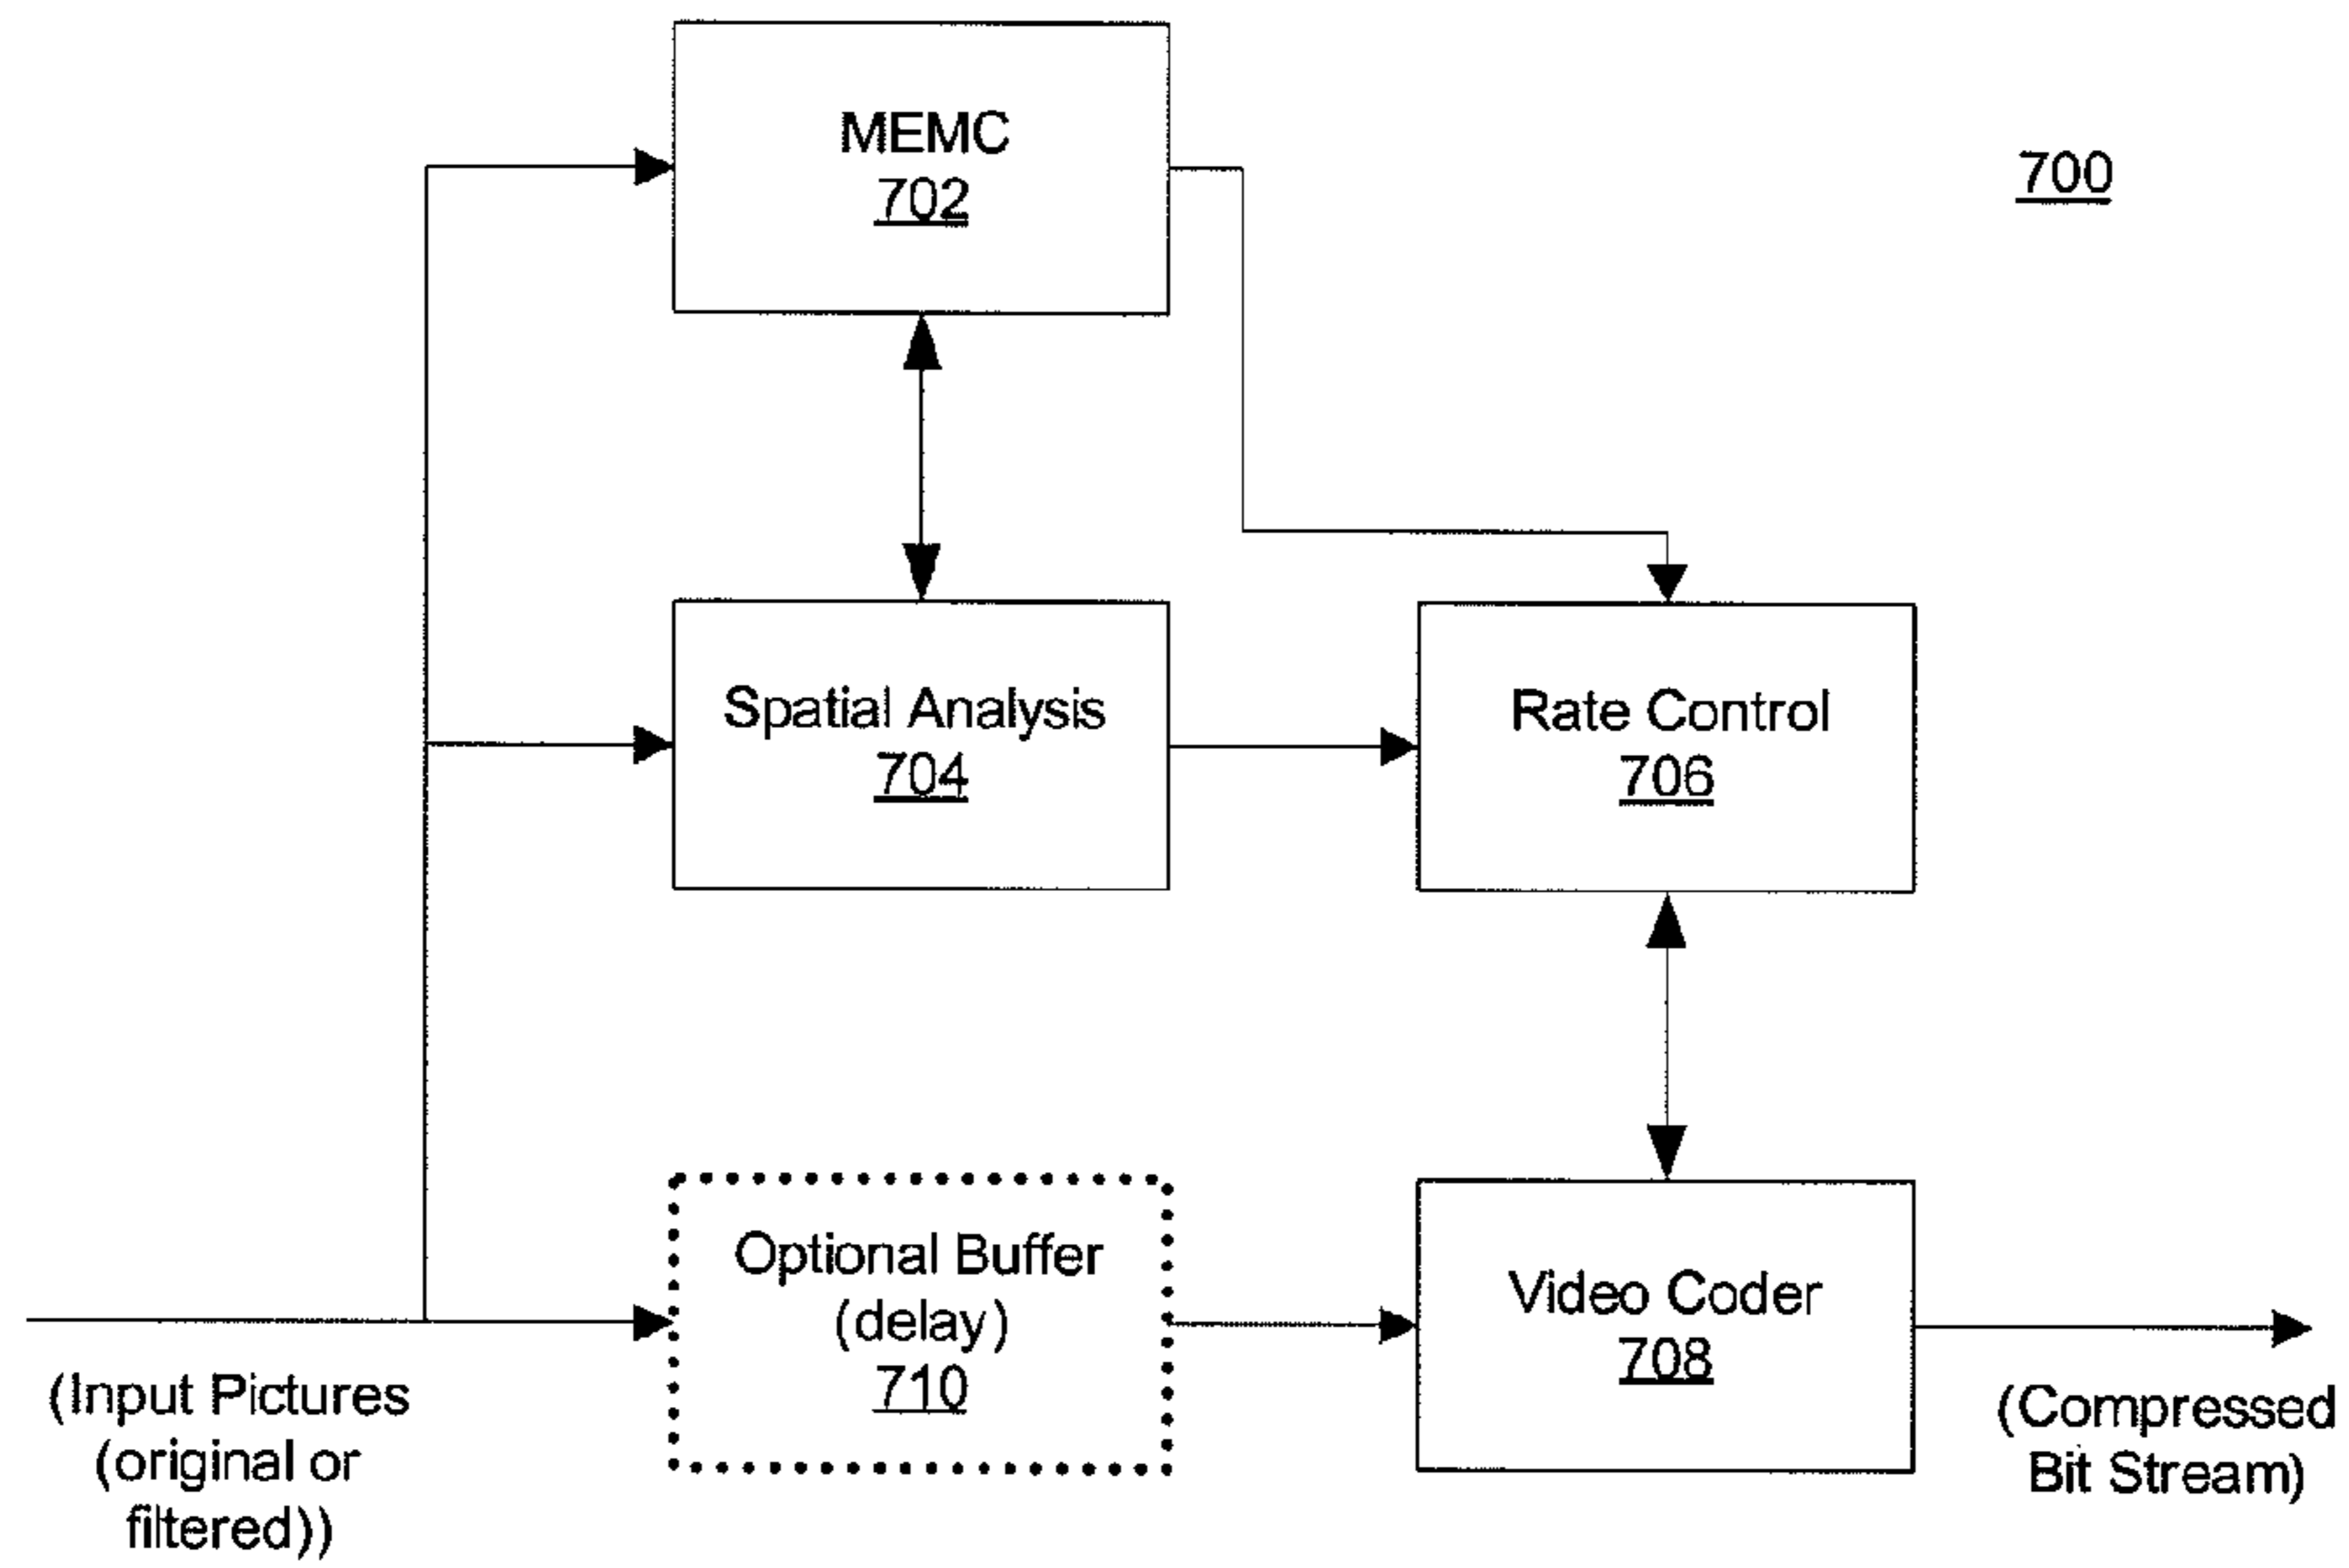 MEMC
702
700
Spatial Analysis
704
Rate Control
706
Optional Buffer
(delay)
710
Video Coder
708
(Input Pictures
(original or
filtered))
(Compressed
Bit Stream)